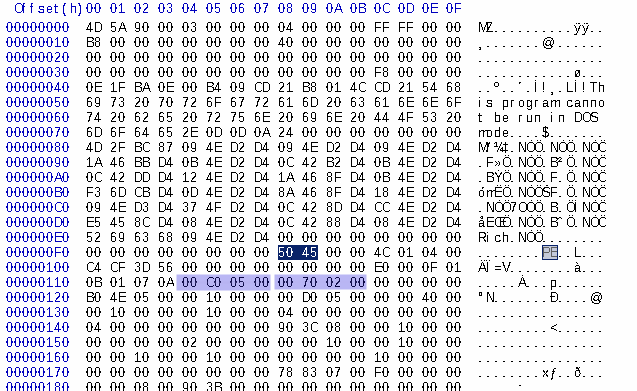 Offset(h) 00 01 02 03 04 05 06 07 08 09 0A 0B 0C 0D 0E 0F
00000000 4D 5A 90 00 03 00 00 00 04 00 00 00 FF FF 00 00 MZ..........ÿÿ..
00000010 B8 00 00 00 00 00 00 00 40 00 00 00 00 00 00 00 ¸.......@.......
00000020 00 00 00 00 00 00 00 00 00 00 00 00 00 00 00 00 ................
00000030 00 00 00 00 00 00 00 00 00 00 00 00 F8 00 00 00 ............ø...
00000040 0E 1F BA 0E 00 B4 09 CD 21 B8 01 4C CD 21 54 68 ..º..´.Í!¸.LÍ!Th
00000050 69 73 20 70 72 6F 67 72 61 6D 20 63 61 6E 6E 6F is program canno
00000060 74 20 62 65 20 72 75 6E 20 69 6E 20 44 4F 53 20 t be run in DOS
00000070 6D 6F 64 65 2E 0D 0D 0A 24 00 00 00 00 00 00 00 mode....$.......
00000080 4D 2F BC 87 09 4E D2 D4 09 4E D2 D4 09 4E D2 D4 M/¼‡.NÒÔ.NÒÔ.NÒÔ
00000090 1A 46 BB D4 0B 4E D2 D4 0C 42 B2 D4 0B 4E D2 D4 .F»Ô.NÒÔ.B²Ô.NÒÔ
000000A0 0C 42 DD D4 12 4E D2 D4 1A 46 8F D4 0B 4E D2 D4 .BÝÔ.NÒÔ.F.Ô.NÒÔ
000000B0 F3 6D CB D4 0D 4E D2 D4 8A 46 8F D4 18 4E D2 D4 ómËÔ.NÒÔŠF.Ô.NÒÔ
000000C0 09 4E D3 D4 37 4F D2 D4 0C 42 8D D4 CC 4E D2 D4 .NÓÔ7OÒÔ.B.ÔÌNÒÔ
000000D0 E5 45 8C D4 08 4E D2 D4 0C 42 88 D4 08 4E D2 D4 åEŒÔ.NÒÔ.BˆÔ.NÒÔ
000000E0 52 69 63 68 09 4E D2 D4 00 00 00 00 00 00 00 00 Rich.NÒÔ........
000000F0 00 00 00 00 00 00 00 00 50 45 00 00 4C 01 04 00 ........PE..L...
00000100 C4 CF 3D 56 00 00 00 00 00 00 00 00 E0 00 0F 01 ÄÏ=V........à...
00000110 0B 01 07 0A 00 C0 05 00 00 70 02 00 00 00 00 00 .....À...p......
00000120 B0 4E 05 00 00 10 00 00 00 D0 05 00 00 00 40 00 °N.......Ð....@.
00000130 00 10 00 00 00 10 00 00 04 00 00 00 00 00 00 00 ................
00000140 00 00 00 00 00 00 00 00 90 3C 08 00 00 10 00 00 .........<......
00000150 00 00 00 00 02 00 00 00 00 00 10 00 00 10 00 00 ................
00000160 00 00 10 00 00 10 00 00 00 00 00 00 10 00 00 00 ................
00000170 00 00 00 00 00 00 00 00 78 83 07 00 F0 00 00 00 ........xƒ..ð...
00000180 00 00 08 00 90 3B 00 00 00 00 00 00 00 00 00 00